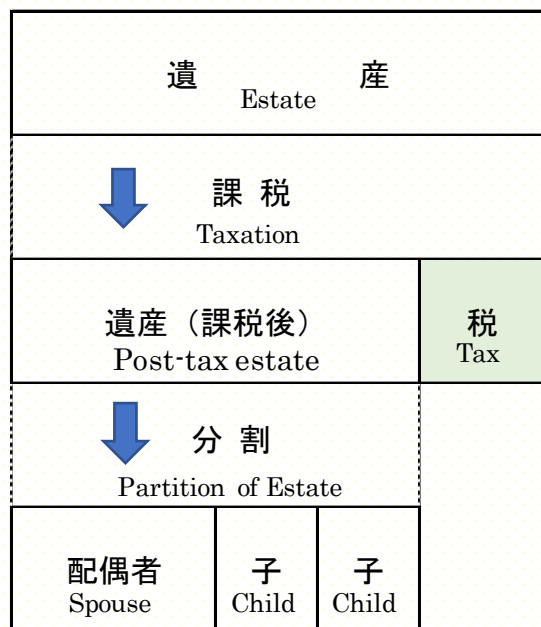 遺産
Estate
課税
Taxation
遺産（課税後）
Post-tax estate
税
Tax
分割
Partition of Estate
配偶者
Spouse
子
Child
子
Child